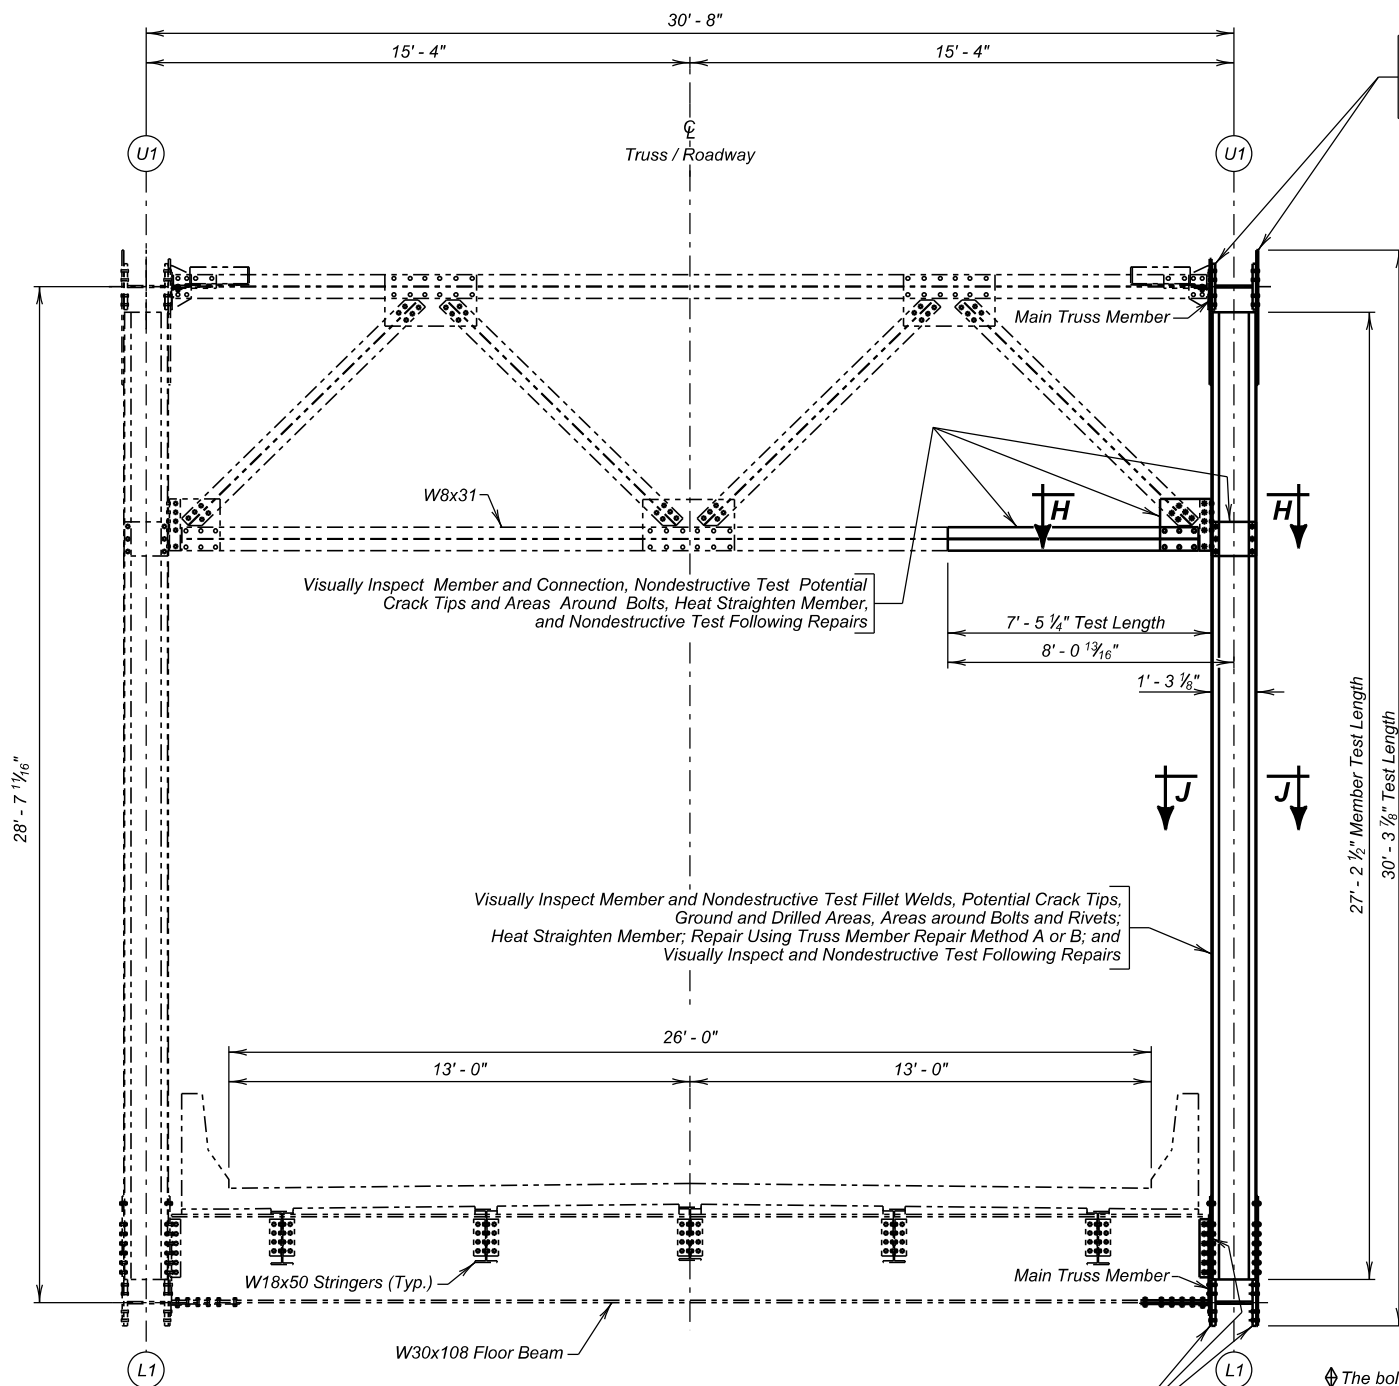 30' - 8"
15' - 4"
15' - 4"
U1
℄
Truss / Roadway
U1
Main Truss Member
W8x31
H
H
Visually Inspect Member and Connection, Nondestructive Test Potential
Crack Tips and Areas Around Bolts, Heat Straighten Member,
and Nondestructive Test Following Repairs
7' - 5 1/4" Test Length
8' - 0 13/16"
1' - 3 1/8"
28' - 7 11/16"
27' - 2 1/2" Member Test Length
30' - 3 7/8" Test Length
J
J
Visually Inspect Member and Nondestructive Test Fillet Welds, Potential Crack Tips,
Ground and Drilled Areas, Areas around Bolts and Rivets;
Heat Straighten Member; Repair Using Truss Member Repair Method A or B; and
Visually Inspect and Nondestructive Test Following Repairs
26' - 0"
13' - 0"
13' - 0"
W18x50 Stringers (Typ.)
Main Truss Member
W30x108 Floor Beam
L1
L1
The bol